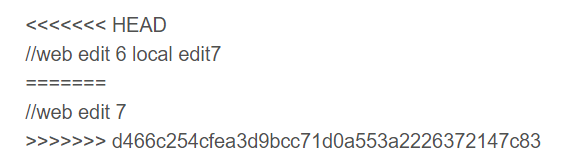 <<<<<<< HEAD
//web edit 6 local edit7
=======
//web edit 7
>>>>>>> d466c254cfea3d9bcc71d0a553a2226372147c83